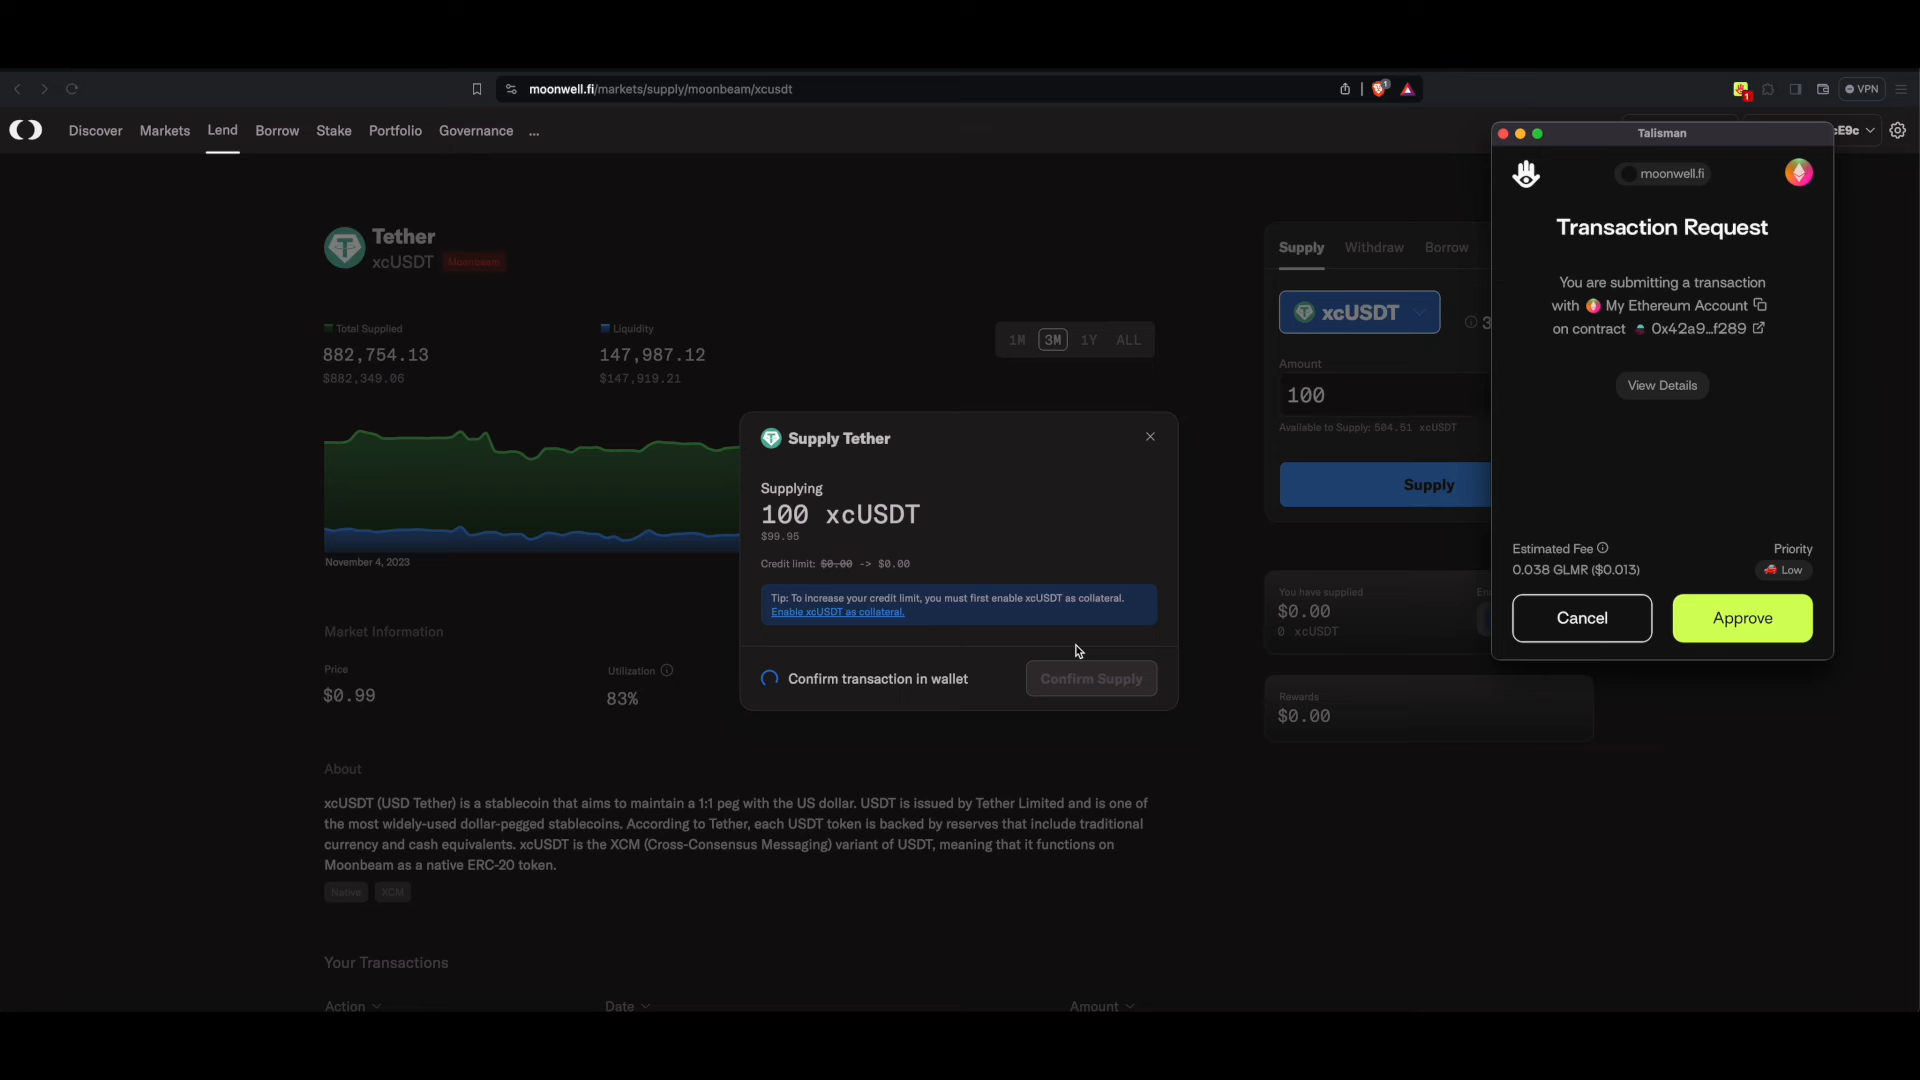 moonwell.fi/markets/supply/moonbeam/xcusdt
1
1
VPN
Discover
Markets
Lend
Borrow
Stake
Portfolio
Governance
...
cE9c
Talisman
moonwell.fi
Transaction Request
You are submitting a transaction
with My Ethereum Account
on contract 0x42a9...f289
View Details
Estimated Fee
Priority
0.038 GLMR ($0.013)
Low
Cancel
Approve
Tether
xcUSDT Moonbeam
Total Supplied
882,754.13
$882,349.06
Liquidity
147,987.12
$147,919.21
1M 3M 1Y ALL
November 4, 2023
Supply Tether
Supplying
100 xcUSDT
$99.95
Credit limit: $0.00 -> $0.00
Tip: To increase your credit limit, you must first enable xcUSDT as collateral.
Enable xcUSDT as collateral.
Confirm transaction in wallet
Confirm Supply
Supply Withdraw Borrow
xcUSDT
3
Amount
100
Available to Supply: 504.51 xcUSDT
Supply
You have supplied
$0.00
0 xcUSDT
Rewards
$0.00
Market Information
Price
$0.99
Utilization
83%
About
xcUSDT (USD Tether) is a stablecoin that aims to maintain a 1:1 peg with the US dollar. USDT is issued by Tether Limited and is one of
the most widely-used dollar-pegged stablecoins. According to Tether, each USDT token is backed by reserves that include traditional
currency and cash equivalents. xcUSDT is the XCM (Cross-Consensus Messaging) variant of USDT, meaning that it functions on
Moonbeam as a native ERC-20 token.
Native XCM
Your Transactions
Action
Date
Amount